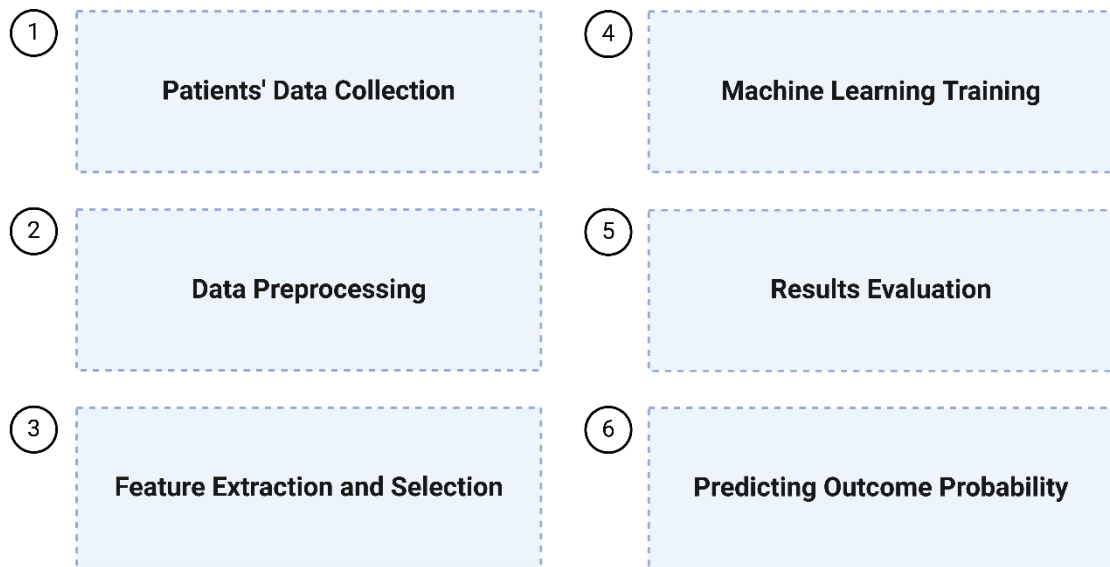 1
Patients' Data Collection
2
Data Preprocessing
3
Feature Extraction and Selection
4
Machine Learning Training
5
Results Evaluation
6
Predicting Outcome Probability